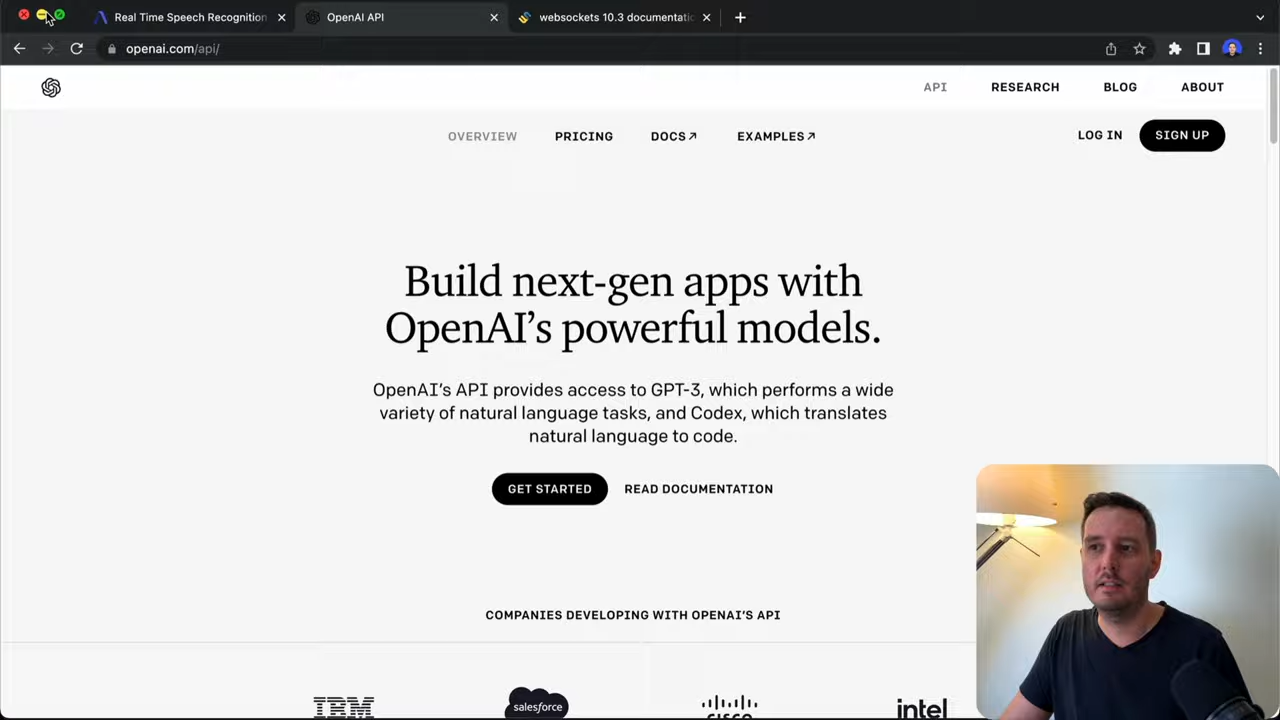 Real Time Speech Recognition
OpenAI API
websockets 10.3 documentati
openai.com/api/
API RESEARCH BLOG ABOUT
OVERVIEW PRICING DOCS↗ EXAMPLES↗ LOG IN SIGN UP
Build next-gen apps with
OpenAI’s powerful models.
OpenAI’s API provides access to GPT-3, which performs a wide
variety of natural language tasks, and Codex, which translates
natural language to code.
GET STARTED READ DOCUMENTATION
COMPANIES DEVELOPING WITH OPENAI’S API
IBM salesforce CISCO intel